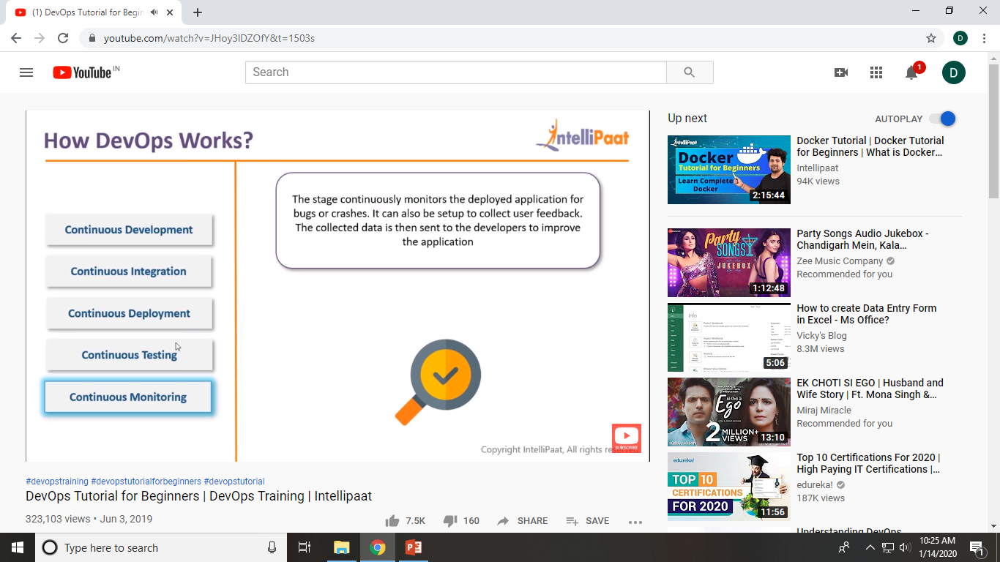 (1) DevOps Tutorial for Begin
youtube.com/watch?v=JHoy3IDZOfY&t=1503s
D
YouTube IN
Search
1
D
How DevOps Works?
IntelliPaat
Continuous Development
Continuous Integration
Continuous Deployment
Continuous Testing
Continuous Monitoring
The stage continuously monitors the deployed application for
bugs or crashes. It can also be setup to collect user feedback.
The collected data is then sent to the developers to improve
the application
SUBSCRIBE
Copyright IntelliPaat, All rights
#devopstraining #devopstutorialforbeginners #devopstutorial
DevOps Tutorial for Beginners | DevOps Training | Intellipaat
323,103 views • Jun 3, 2019
7.5K
160
SHARE
SAVE
Up next
AUTOPLAY
IntelliPaat
Docker
Tutorial for Beginners
Learn Complete
Docker
2:15:44
Docker Tutorial | Docker Tutorial
for Beginners | What is Docker...
Intellipaat
94K views
Party
SONGS
JUKEBOX
1:12:48
Party Songs Audio Jukebox -
Chandigarh Mein, Kala...
Zee Music Company
Recommended for you
Info
5:06
How to create Data Entry Form
in Excel - Ms Office?
Vicky's Blog
8.3M views
Ego
2 MILLION+
VIEWS
IQBAL KHAN
13:10
EK CHOTI SI EGO | Husband and
Wife Story | Ft. Mona Singh &...
Miraj Miracle
Recommended for you
edureka!
TOP 10
CERTIFICATIONS
FOR 2020
11:56
Top 10 Certifications For 2020 |
High Paying IT Certifications |...
edureka!
187K views
Understanding DevOps
Type here to search
10:25 AM
1/14/2020
1